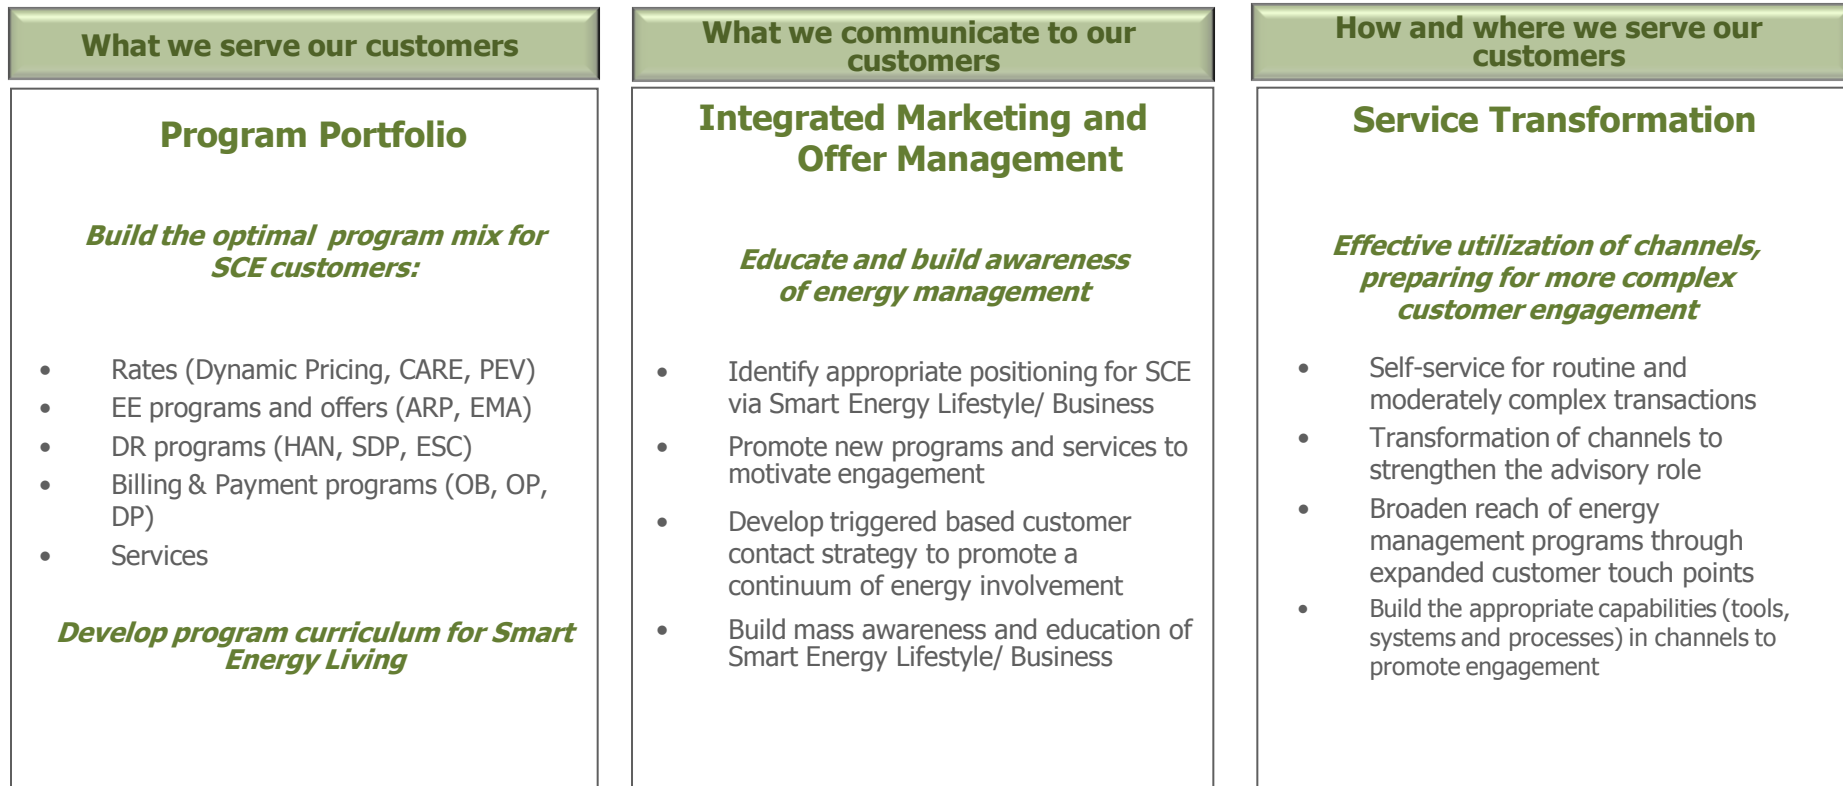 What we serve our customers
Program Portfolio
Build the optimal program mix for
SCE customers:
• Rates (Dynamic Pricing, CARE, PEV)
• EE programs and offers (ARP, EMA)
• DR programs (HAN, SDP, ESC)
• Billing & Payment programs (OB, OP,
DP)
• Services
Develop program curriculum for Smart
Energy Living
What we communicate to our
customers
Integrated Marketing and
Offer Management
Educate and build awareness
of energy management
• Identify appropriate positioning for SCE
via Smart Energy Lifestyle/ Business
• Promote new programs and services to
motivate engagement
• Develop triggered based customer
contact strategy to promote a
continuum of energy involvement
• Build mass awareness and education of
Smart Energy Lifestyle/ Business
How and where we serve our
customers
Service Transformation
Effective utilization of channels,
preparing for more complex
customer engagement
• Self-service for routine and
moderately complex transactions
• Transformation of channels to
strengthen the advisory role
• Broaden reach of energy
management programs through
expanded customer touch points
• Build the appropriate capabilities (tools,
systems and processes) in channels to
promote engagement